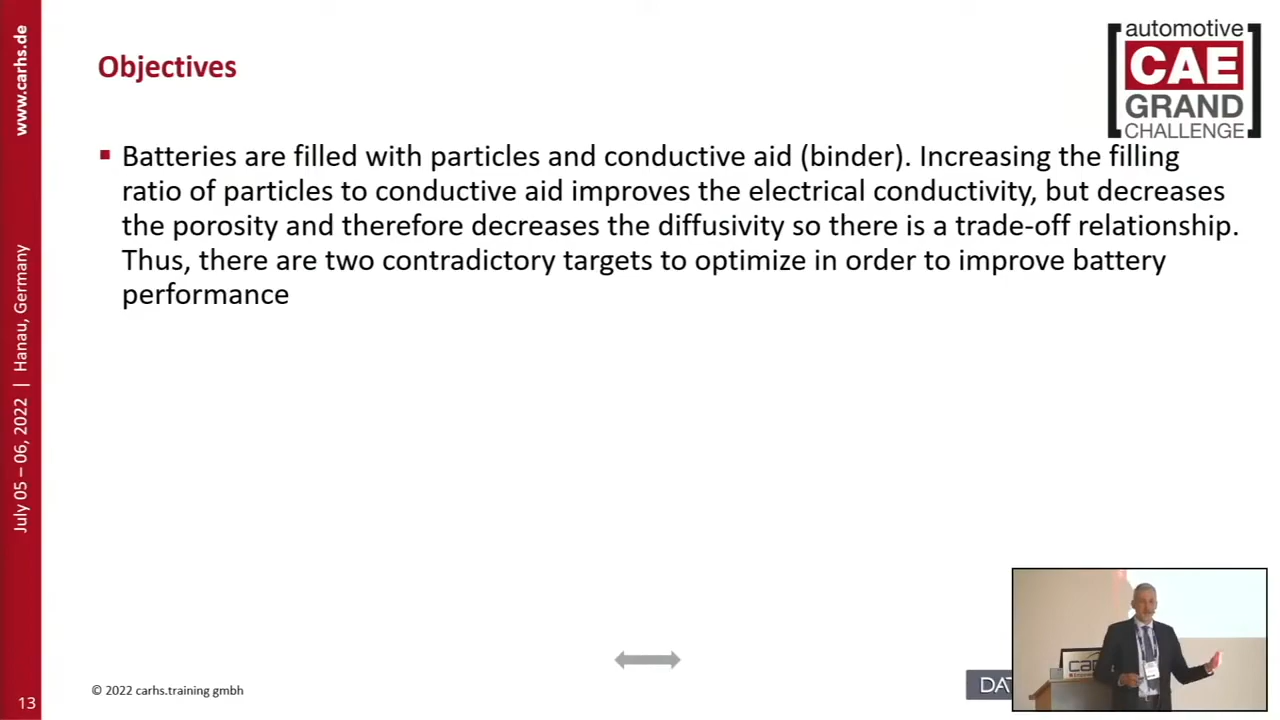 Objectives
automotive
CAE
GRAND
CHALLENGE
Batteries are filled with particles and conductive aid (binder). Increasing the filling
ratio of particles to conductive aid improves the electrical conductivity, but decreases
the porosity and therefore decreases the diffusivity so there is a trade-off relationship.
Thus, there are two contradictory targets to optimize in order to improve battery
performance
www.carhs.de
July 05 – 06, 2022 | Hanau, Germany
13
© 2022 carhs.training gmbh
DAT